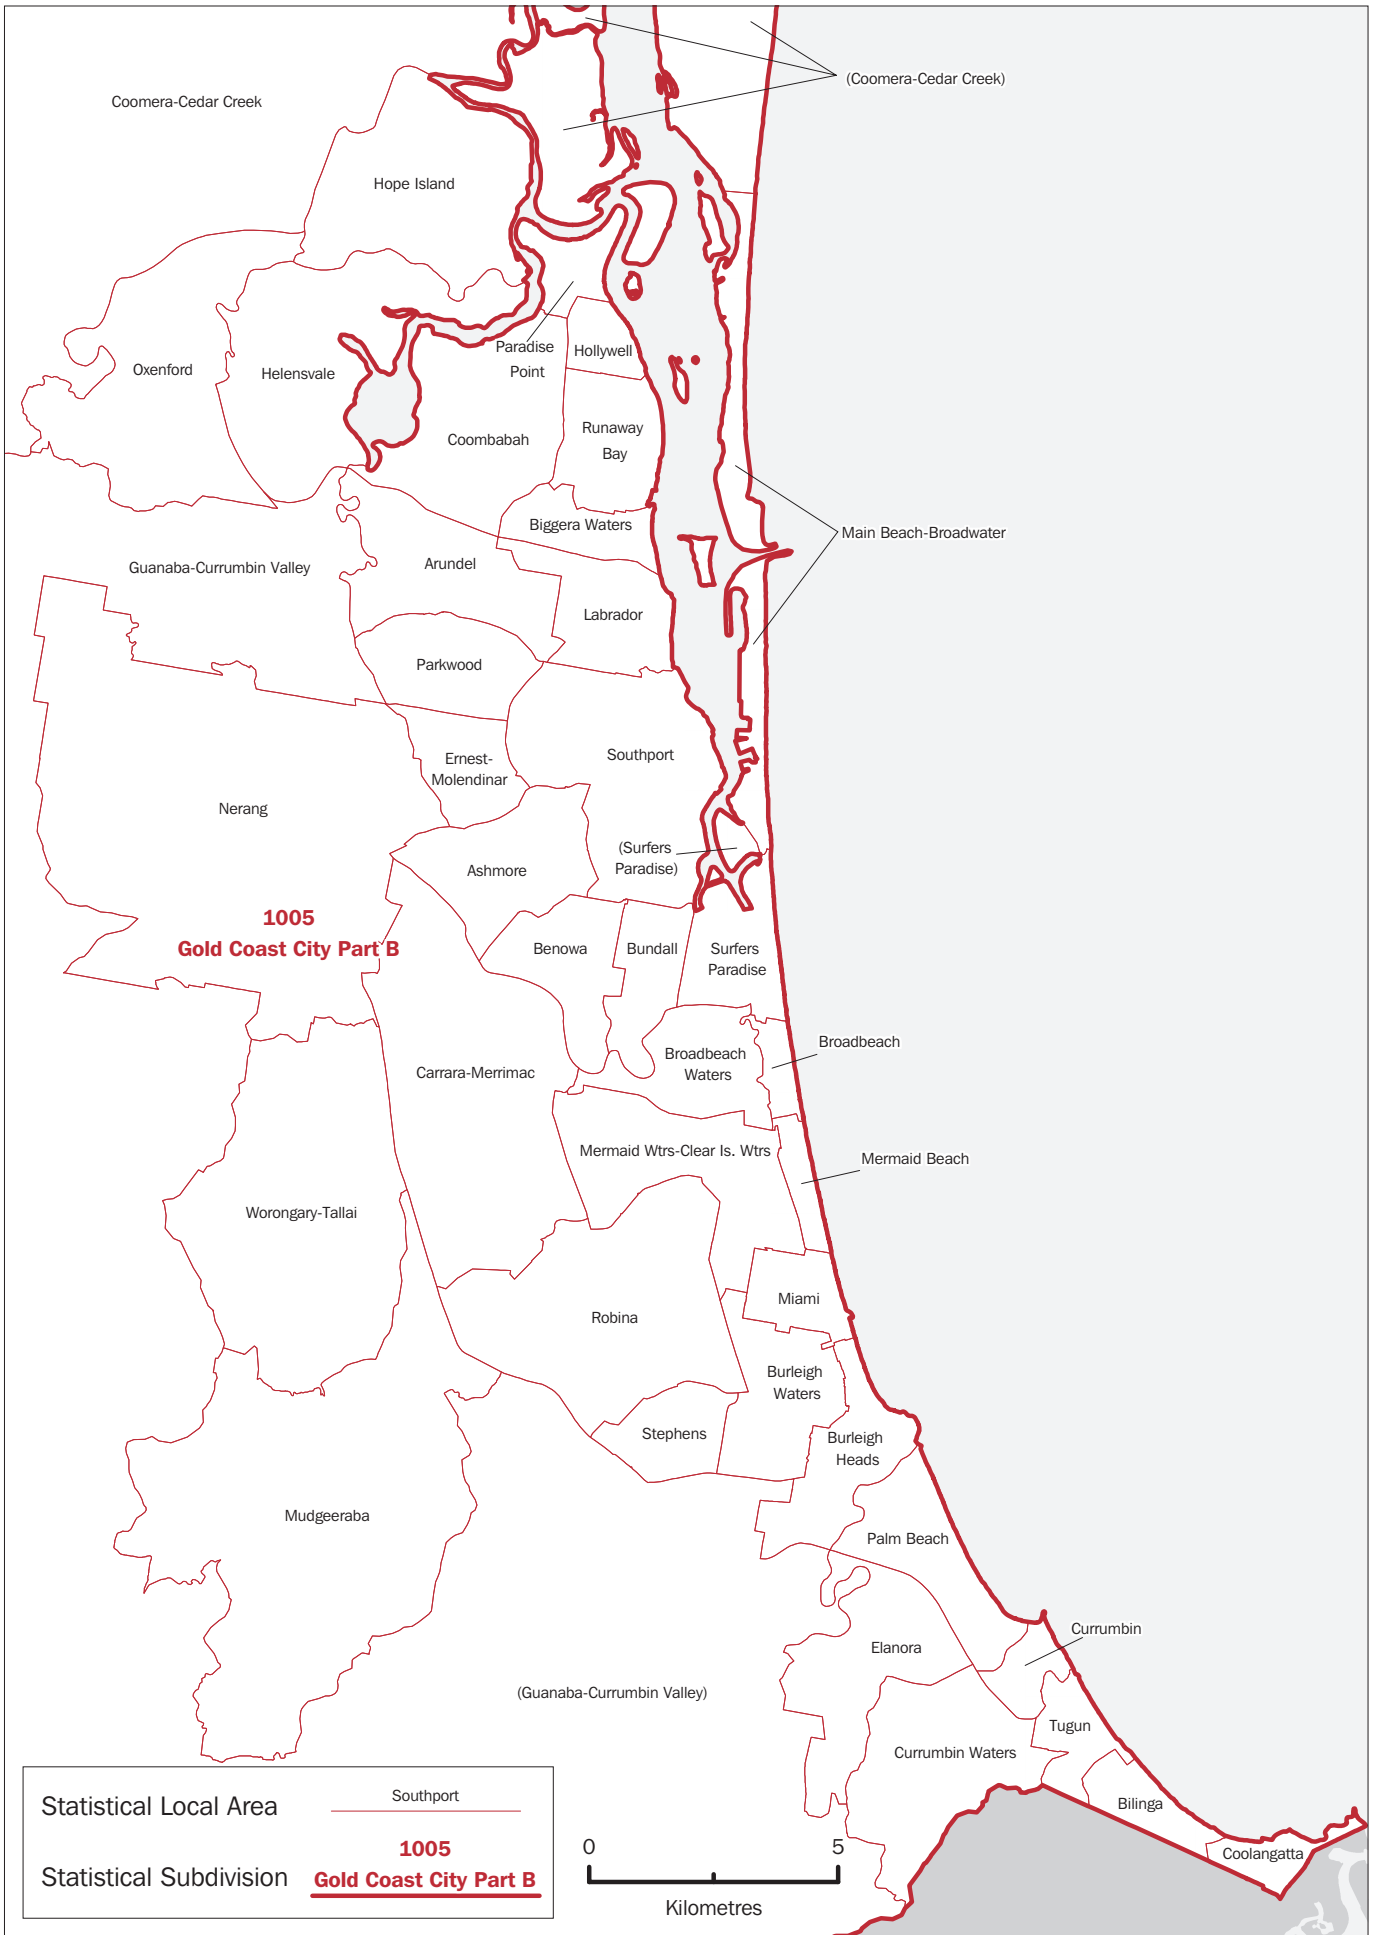 (Coomera-Cedar Creek)
Coomera-Cedar Creek
Hope Island
Paradise
Point
Hollywell
Oxenford
Helensvale
Coombabah
Runaway
Bay
Biggera Waters
Main Beach-Broadwater
Guanaba-Currumbin Valley
Arundel
Labrador
Parkwood
Southport
Ernest-
Molendinar
Nerang
(Surfers
Paradise)
Ashmore
1005
Gold Coast City Part B
Benowa
Bundall
Surfers
Paradise
Broadbeach
Broadbeach
Waters
Carrara-Merrimac
Mermaid Wtrs-Clear Is. Wtrs
Mermaid Beach
Worongary-Tallai
Miami
Robina
Burleigh
Waters
Stephens
Burleigh
Heads
Mudgeeraba
Palm Beach
Currumbin
Elanora
(Guanaba-Currumbin Valley)
Tugun
Currumbin Waters
Bilinga
Coolangatta
Statistical Local Area
Southport
Statistical Subdivision
1005
Gold Coast City Part B
0 5
Kilometres